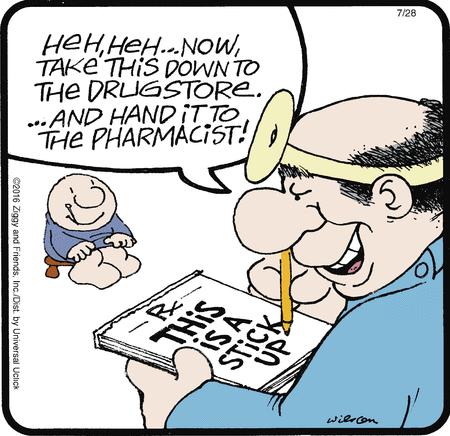 7/28
HEH, HEH...NOW,
TAKE THIS DOWN TO
THE DRUGSTORE.
...AND HAND IT TO
THE PHARMACIST!
©2016 Ziggy and Friends, Inc./Dist. by Universal Uclick
℞
THIS
IS A
STICK
UP
wilson